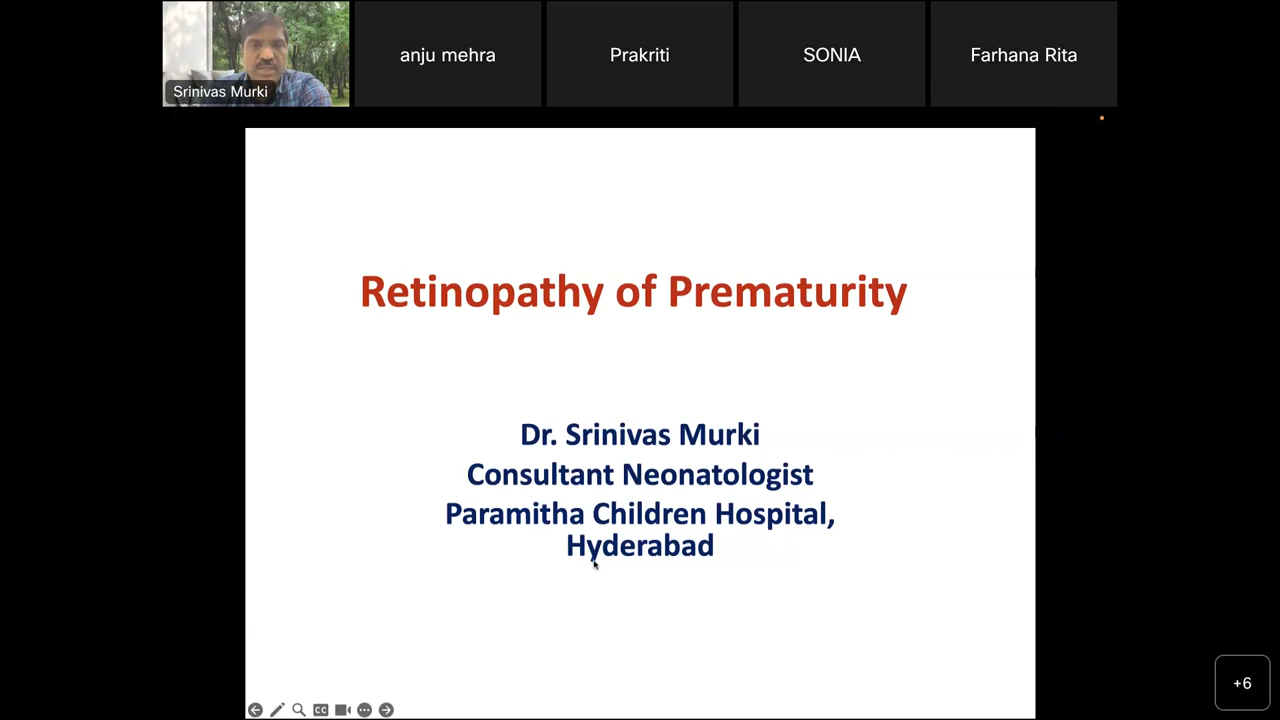 Srinivas Murki
anju mehra
Prakriti
SONIA
Farhana Rita
Retinopathy of Prematurity
Dr. Srinivas Murki
Consultant Neonatologist
Paramitha Children Hospital,
Hyderabad
CC
+6